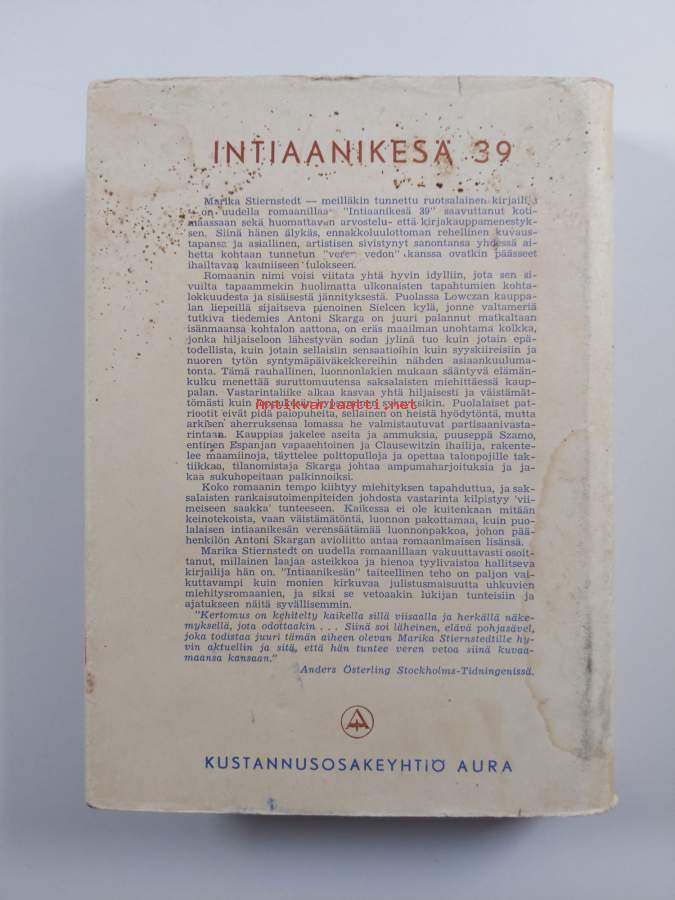 INTIAANIKESÄ 39
Marika Stiernstedt — meilläkin tunnettu ruotsalainen kirjailija
on uudella romaanillaan "Intiaanikesä 39" saavuttanut koti-
maassaan sekä huomattavan arvostelu- että kirjakauppamenestyk-
sen. Siinä hänen älykäs, ennakkoluulottoman rehellinen kuvaus-
tapansa ja asiallinen, artistisen sivistynyt sanontansa yhdessä ai-
hetta kohtaan tunnetun "veren vedon" kanssa ovatkin päässeet
ihailtavan kauniiseen tulokseen.
Romaanin nimi voisi viitata yhtä hyvin idylliin, jota sen si-
vuilta tapaammekin huolimatta ulkonaisten tapahtumien kohta-
lokkuudesta ja sisäisestä jännityksestä. Puolassa Lowczan kauppa-
lan liepeillä sijaitseva pienoinen Sielcen kylä, jonne valtameriä
tutkiva tiedemies Antoni Skarga on juuri palannut matkaltaan
isänmaansa kohtalon aattona, on eräs maailman unohtama kolkka,
jonka hiljaiseloon lähestyvän sodan jylinä tuo kuin jotain epä-
todellista, kuin jotain sellaisiin sensaatioihin kuin syyskiireisiin ja
nuoren tytön syntymäpäiväkekkereihin nähden asiaankuuluma-
tonta. Tämä rauhallinen, luonnonlakien mukaan sääntyvä elämän-
kulku menettää suruttomuutensa saksalaisten miehittäessä kaup-
palan. Vastarintaliike alkaa kasvaa yhtä hiljaisesti ja väistämät-
tömästi kuin
Antikvariaatti.net
sikin. Puolalaiset pat-
riootit eivät pidä palopuheita, sellainen on heistä hyödytöntä, mutta
arkisen aherruksensa lomassa he valmistautuvat partisaanivasta-
rintaan. Kauppias jakelee aseita ja ammuksia, puuseppä Szamo,
entinen Espanjan vapaaehtoinen ja Clausewitzin ihailija, rakente-
lee maamiinoja, täyttelee polttopulloja ja opettaa talonpojille tak-
tiikkaa, tilanomistaja Skarga johtaa ampumaharjoituksia ja ja-
kaa sukuhopeitaan palkinnoiksi.
Koko romaanin tempo kiihtyy miehityksen tapahduttua, ja sak-
salaisten rankaisutoimenpiteiden johdosta vastarinta kilpistyy 'vii-
meiseen saakka' tunteeseen. Kaikessa ei ole kuitenkaan mitään
keinotekoista, vaan väistämätöntä, luonnon pakottamaa, kuin puo-
lalaisen intiaanikesän verensäätämää luonnonpakkoa, johon pää-
henkilön Antoni Skargan avioliitto antaa romaanimaisen lisänsä.
Marika Stiernstedt on uudella romaanillaan vakuuttavasti osoit-
tanut, millainen laajaa asteikkoa ja hienoa tyylivaistoa hallitseva
kirjailija hän on. "Intiaanikesän" taiteellinen teho on paljon vai-
kuttavampi kuin monien kirkuvaa julistusmaisuutta uhkuvien
miehitysromaanien, ja siksi se vetoaakin lukijan tunteisiin ja
ajatukseen näitä syvällisemmin.
"Kertomus on kehitelty kaikella sillä viisaalla ja herkällä näke-
myksellä, jota odottaakin . . . Siinä soi läheinen, elävä pohjasävel,
joka todistaa juuri tämän aiheen olevan Marika Stiernstedtille hy-
vin aktuellin ja sitä, että hän tuntee veren vetoa siinä kuvaa-
maansa kansaan."
Anders Österling Stockholms-Tidningenissä.
KUSTANNUSOSAKEYHTIÖ AURA